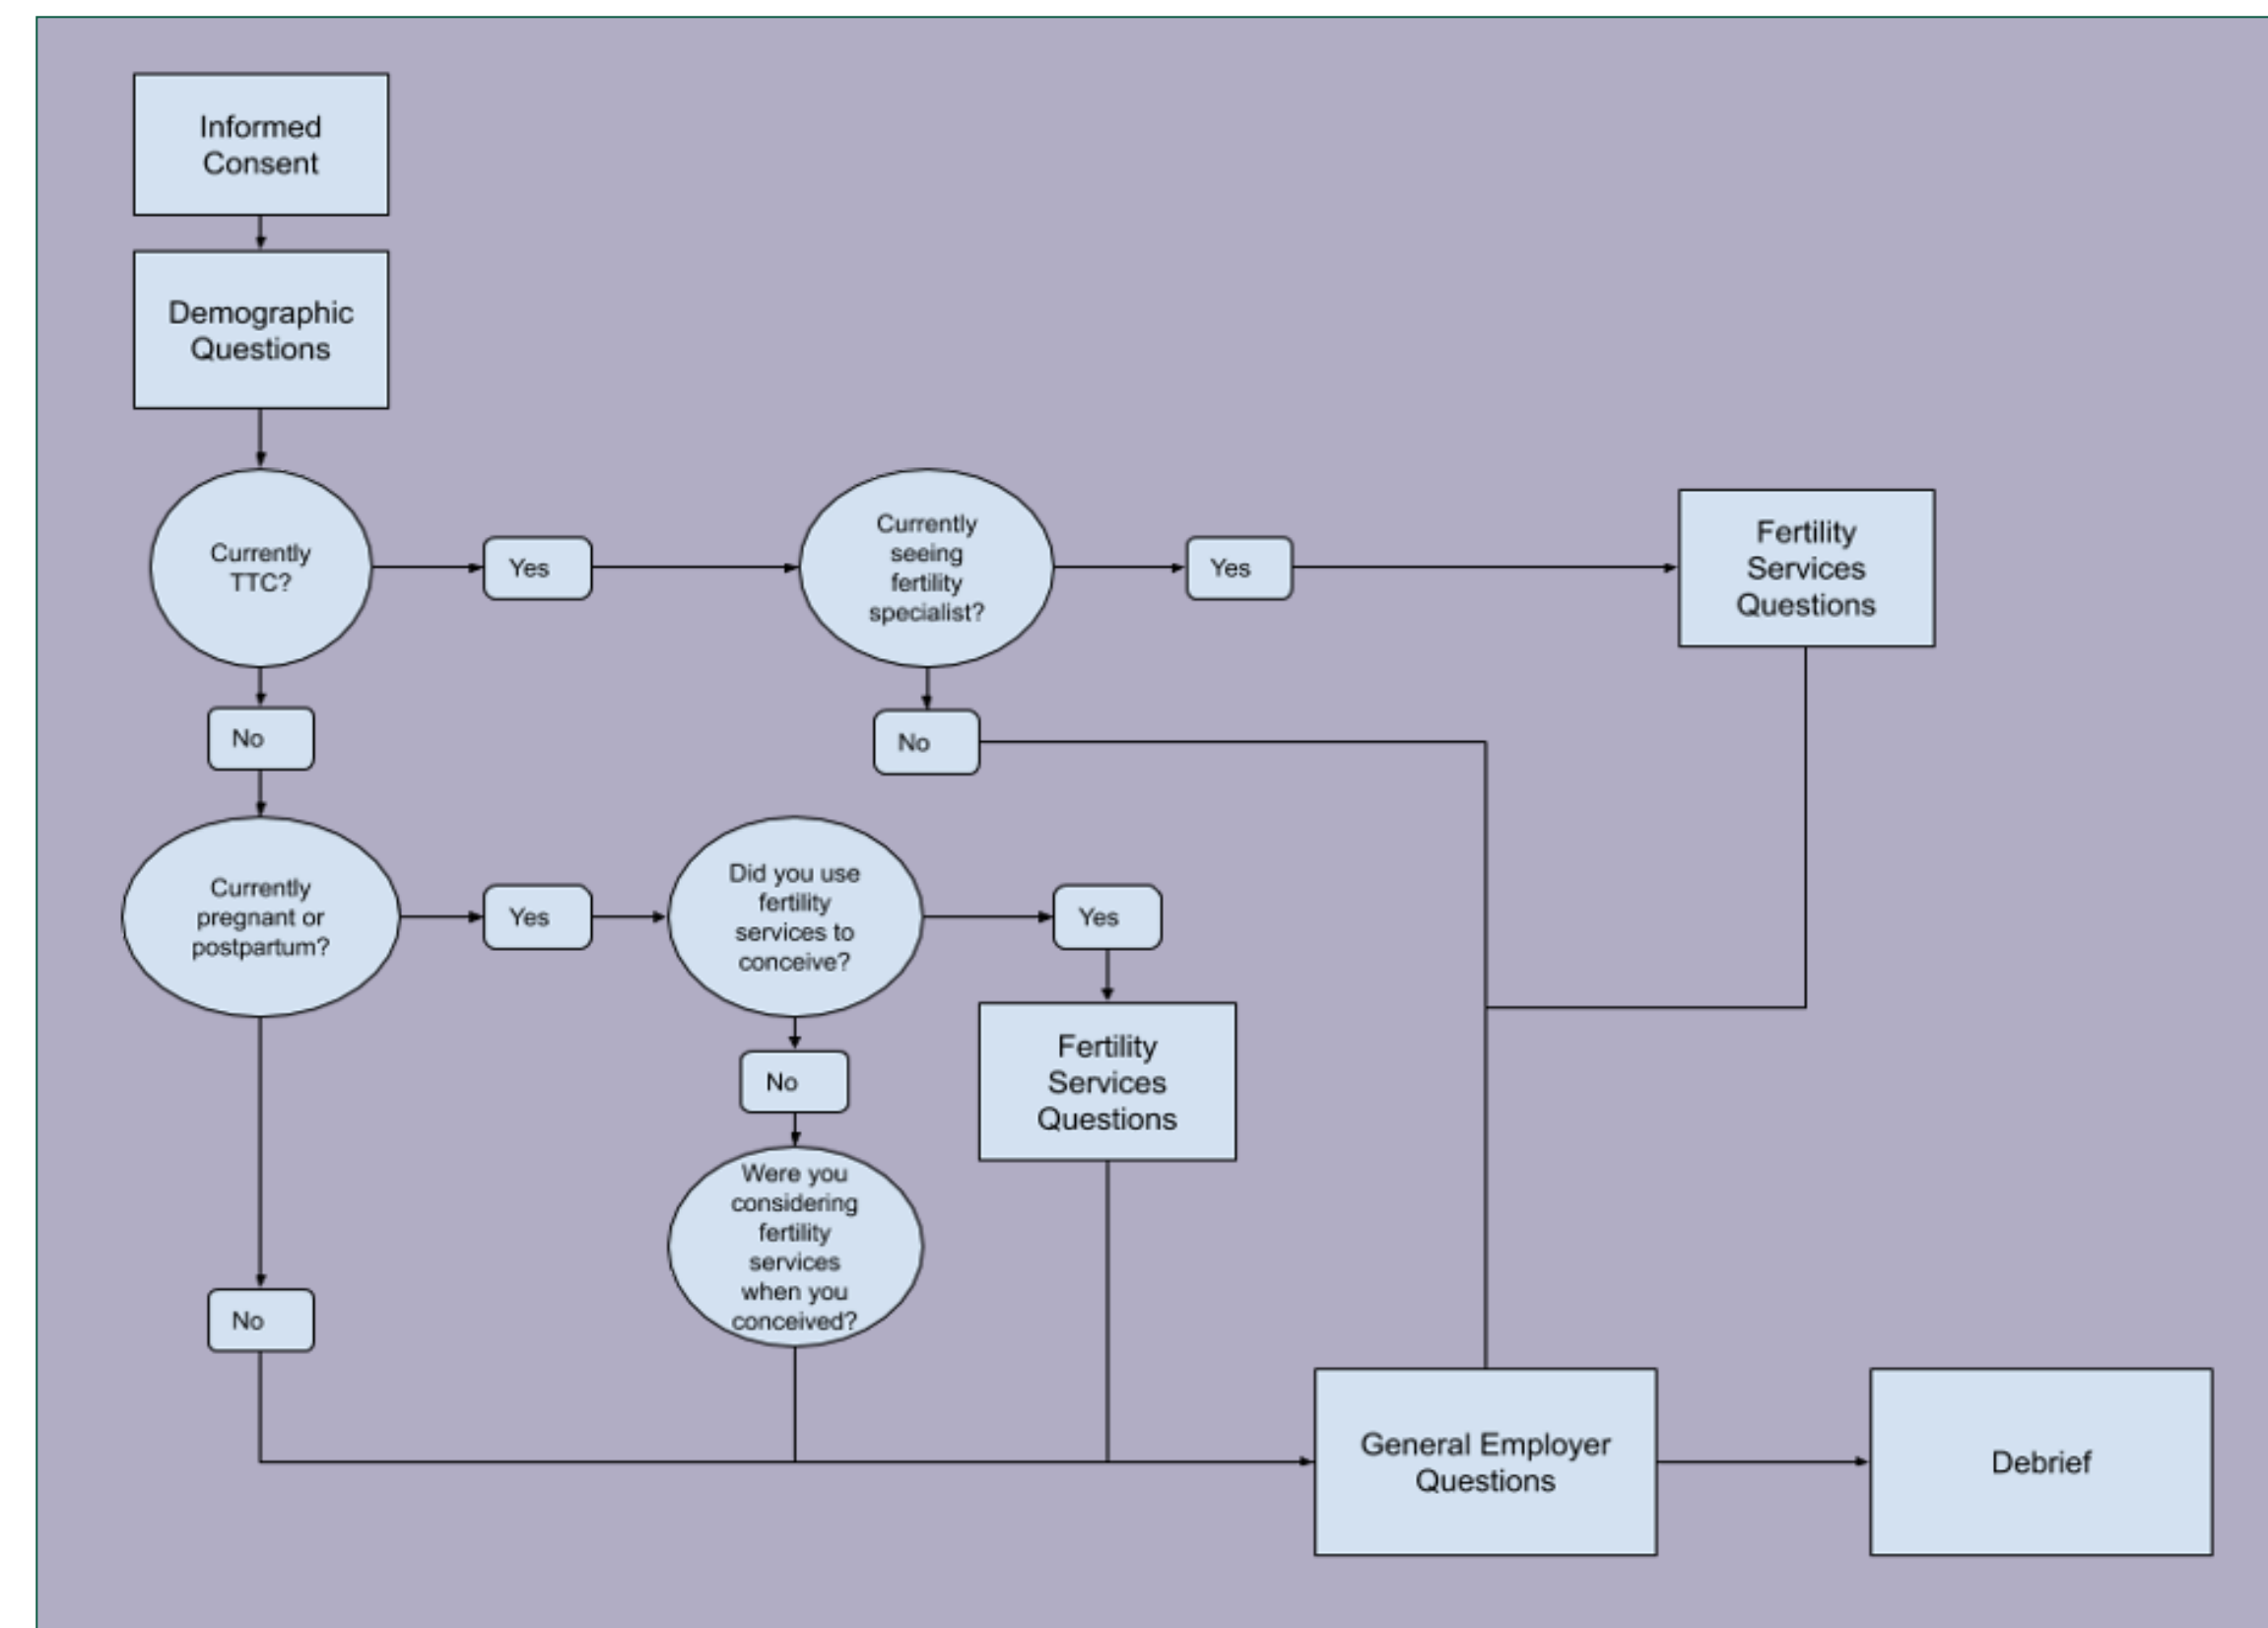 Informed
Consent
Demographic
Questions
Currently
TTC?
Yes
Currently
seeing
fertility
specialist?
Yes
Fertility
Services
Questions
No
No
Currently
pregnant or
postpartum?
Yes
Did you use
fertility
services to
conceive?
Yes
No
Fertility
Services
Questions
Were you
considering
fertility
services
when you
conceived?
No
General Employer
Questions
Debrief